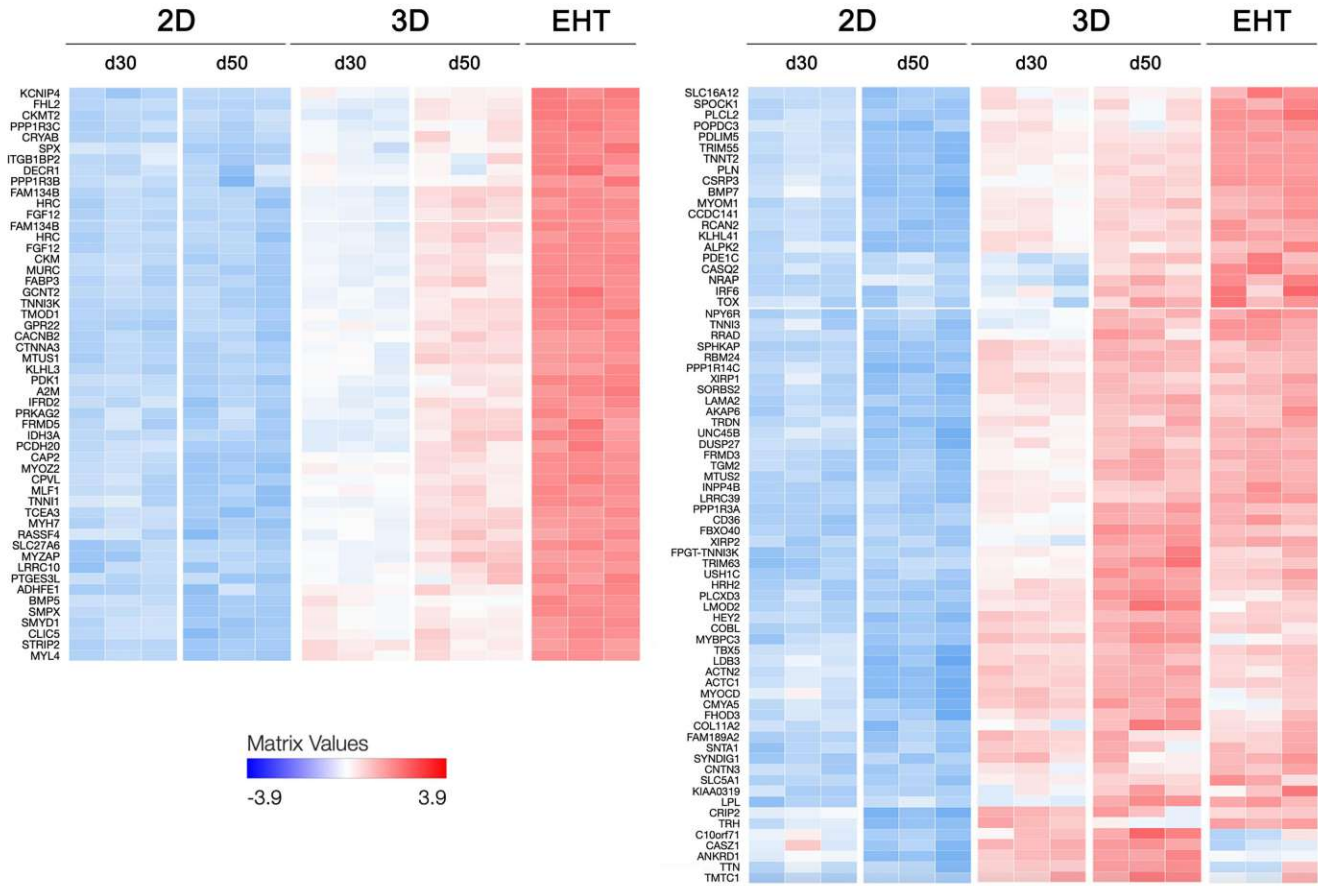 2D 3D EHT
d30 d50 d30 d50
KCNIP4
FHL2
CKMT2
PPP1R3C
CRYAB
SPX
ITGB1BP2
DECR1
PPP1R3B
FAM134B
HRC
FGF12
FAM134B
HRC
FGF12
CKM
MURC
FABP3
GCNT2
TNNI3K
TMOD1
GPR22
CACNB2
CTNNA3
MTUS1
KLHL3
PDK1
A2M
IFRD2
PRKAG2
FRMD5
IDH3A
PCDH20
CAP2
MYOZ2
CPVL
MLF1
TNNI1
TCEA3
MYH7
RASSF4
SLC27A6
MYZAP
LRRC10
PTGES3L
ADHFE1
BMP5
SMPX
SMYD1
CLIC5
STRIP2
MYL4
Matrix Values
-3.9 3.9
2D 3D EHT
d30 d50 d30 d50
SLC16A12
SPOCK1
PLCL2
POPDC3
PDLIM5
TRIM55
TNNT2
PLN
CSRP3
BMP7
MYOM1
CCDC141
RCAN2
KLHL41
ALPK2
PDE1C
CASQ2
NRAP
IRF6
TOX
NPY6R
TNNI3
RRAD
SPHKAP
RBM24
PPP1R14C
XIRP1
SORBS2
LAMA2
AKAP6
TRDN
UNC45B
DUSP27
FRMD3
TGM2
MTUS2
INPP4B
LRRC39
PPP1R3A
CD36
FBXO40
XIRP2
FPGT-TNNI3K
TRIM63
USH1C
HRH2
PLCXD3
LMOD2
HEY2
COBL
MYBPC3
TBX5
LDB3
ACTN2
ACTC1
MYOCD
CMYA5
FHOD3
COL11A2
FAM189A2
SNTA1
SYNDIG1
CNTN3
SLC5A1
KIAA0319
LPL
CRIP2
TRH
C10orf71
CASZ1
ANKRD1
TTN
TMTC1